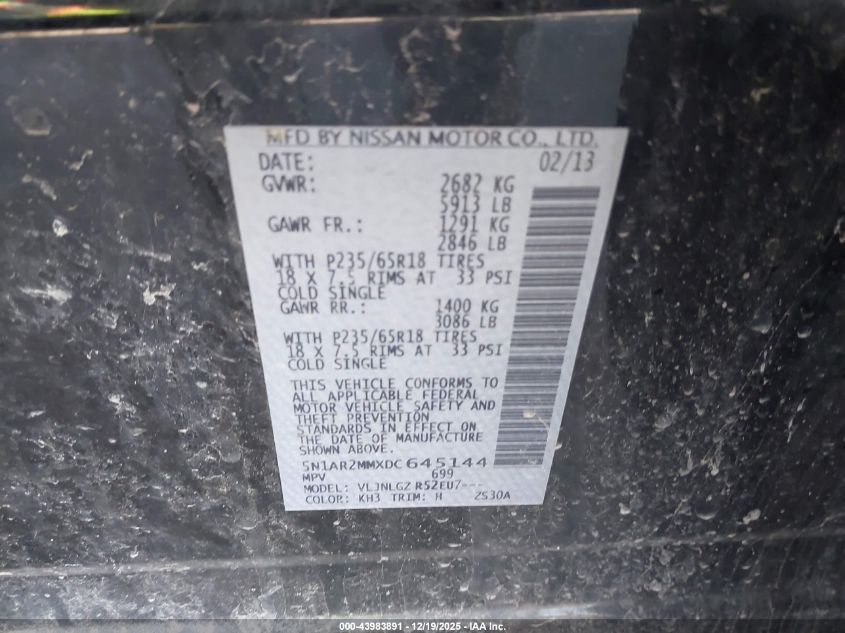 MFD BY NISSAN MOTOR CO., LTD.
DATE: 02/13
GVWR: 2682 KG
5913 LB
GAWR FR.: 1291 KG
2846 LB
WITH P235/65R18 TIRES
18 X 7.5 RIMS AT 33 PSI
COLD SINGLE
GAWR RR.: 1400 KG
3086 LB
WITH P235/65R18 TIRES
18 X 7.5 RIMS AT 33 PSI
COLD SINGLE
THIS VEHICLE CONFORMS TO
ALL APPLICABLE FEDERAL
MOTOR VEHICLE SAFETY AND
THEFT PREVENTION
STANDARDS IN EFFECT ON
THE DATE OF MANUFACTURE
SHOWN ABOVE.
5N1AR2MMXDC645144
MPV 699
MODEL: VLJNLGZ R52EU7---
COLOR: KH3 TRIM: H ZS30A
000-43983891 - 12/19/2025 - IAA Inc.